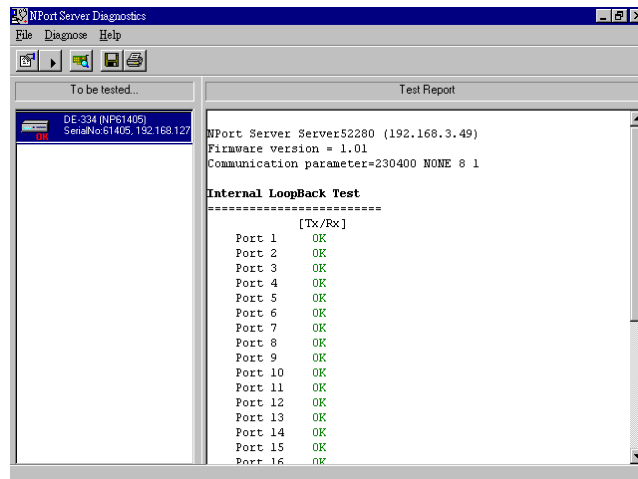 NPort Server Diagnostics
File Diagnose Help
To be tested...
Test Report
DE-334 (NP61405)
SerialNo:61405, 192.168.127
OK
NPort Server Server52280 (192.168.3.49)
Firmware version = 1.01
Communication parameter=230400 NONE 8 1
Internal LoopBack Test
=========================
[Tx/Rx]
Port 1 OK
Port 2 OK
Port 3 OK
Port 4 OK
Port 5 OK
Port 6 OK
Port 7 OK
Port 8 OK
Port 9 OK
Port 10 OK
Port 11 OK
Port 12 OK
Port 13 OK
Port 14 OK
Port 15 OK
Port 16 OK